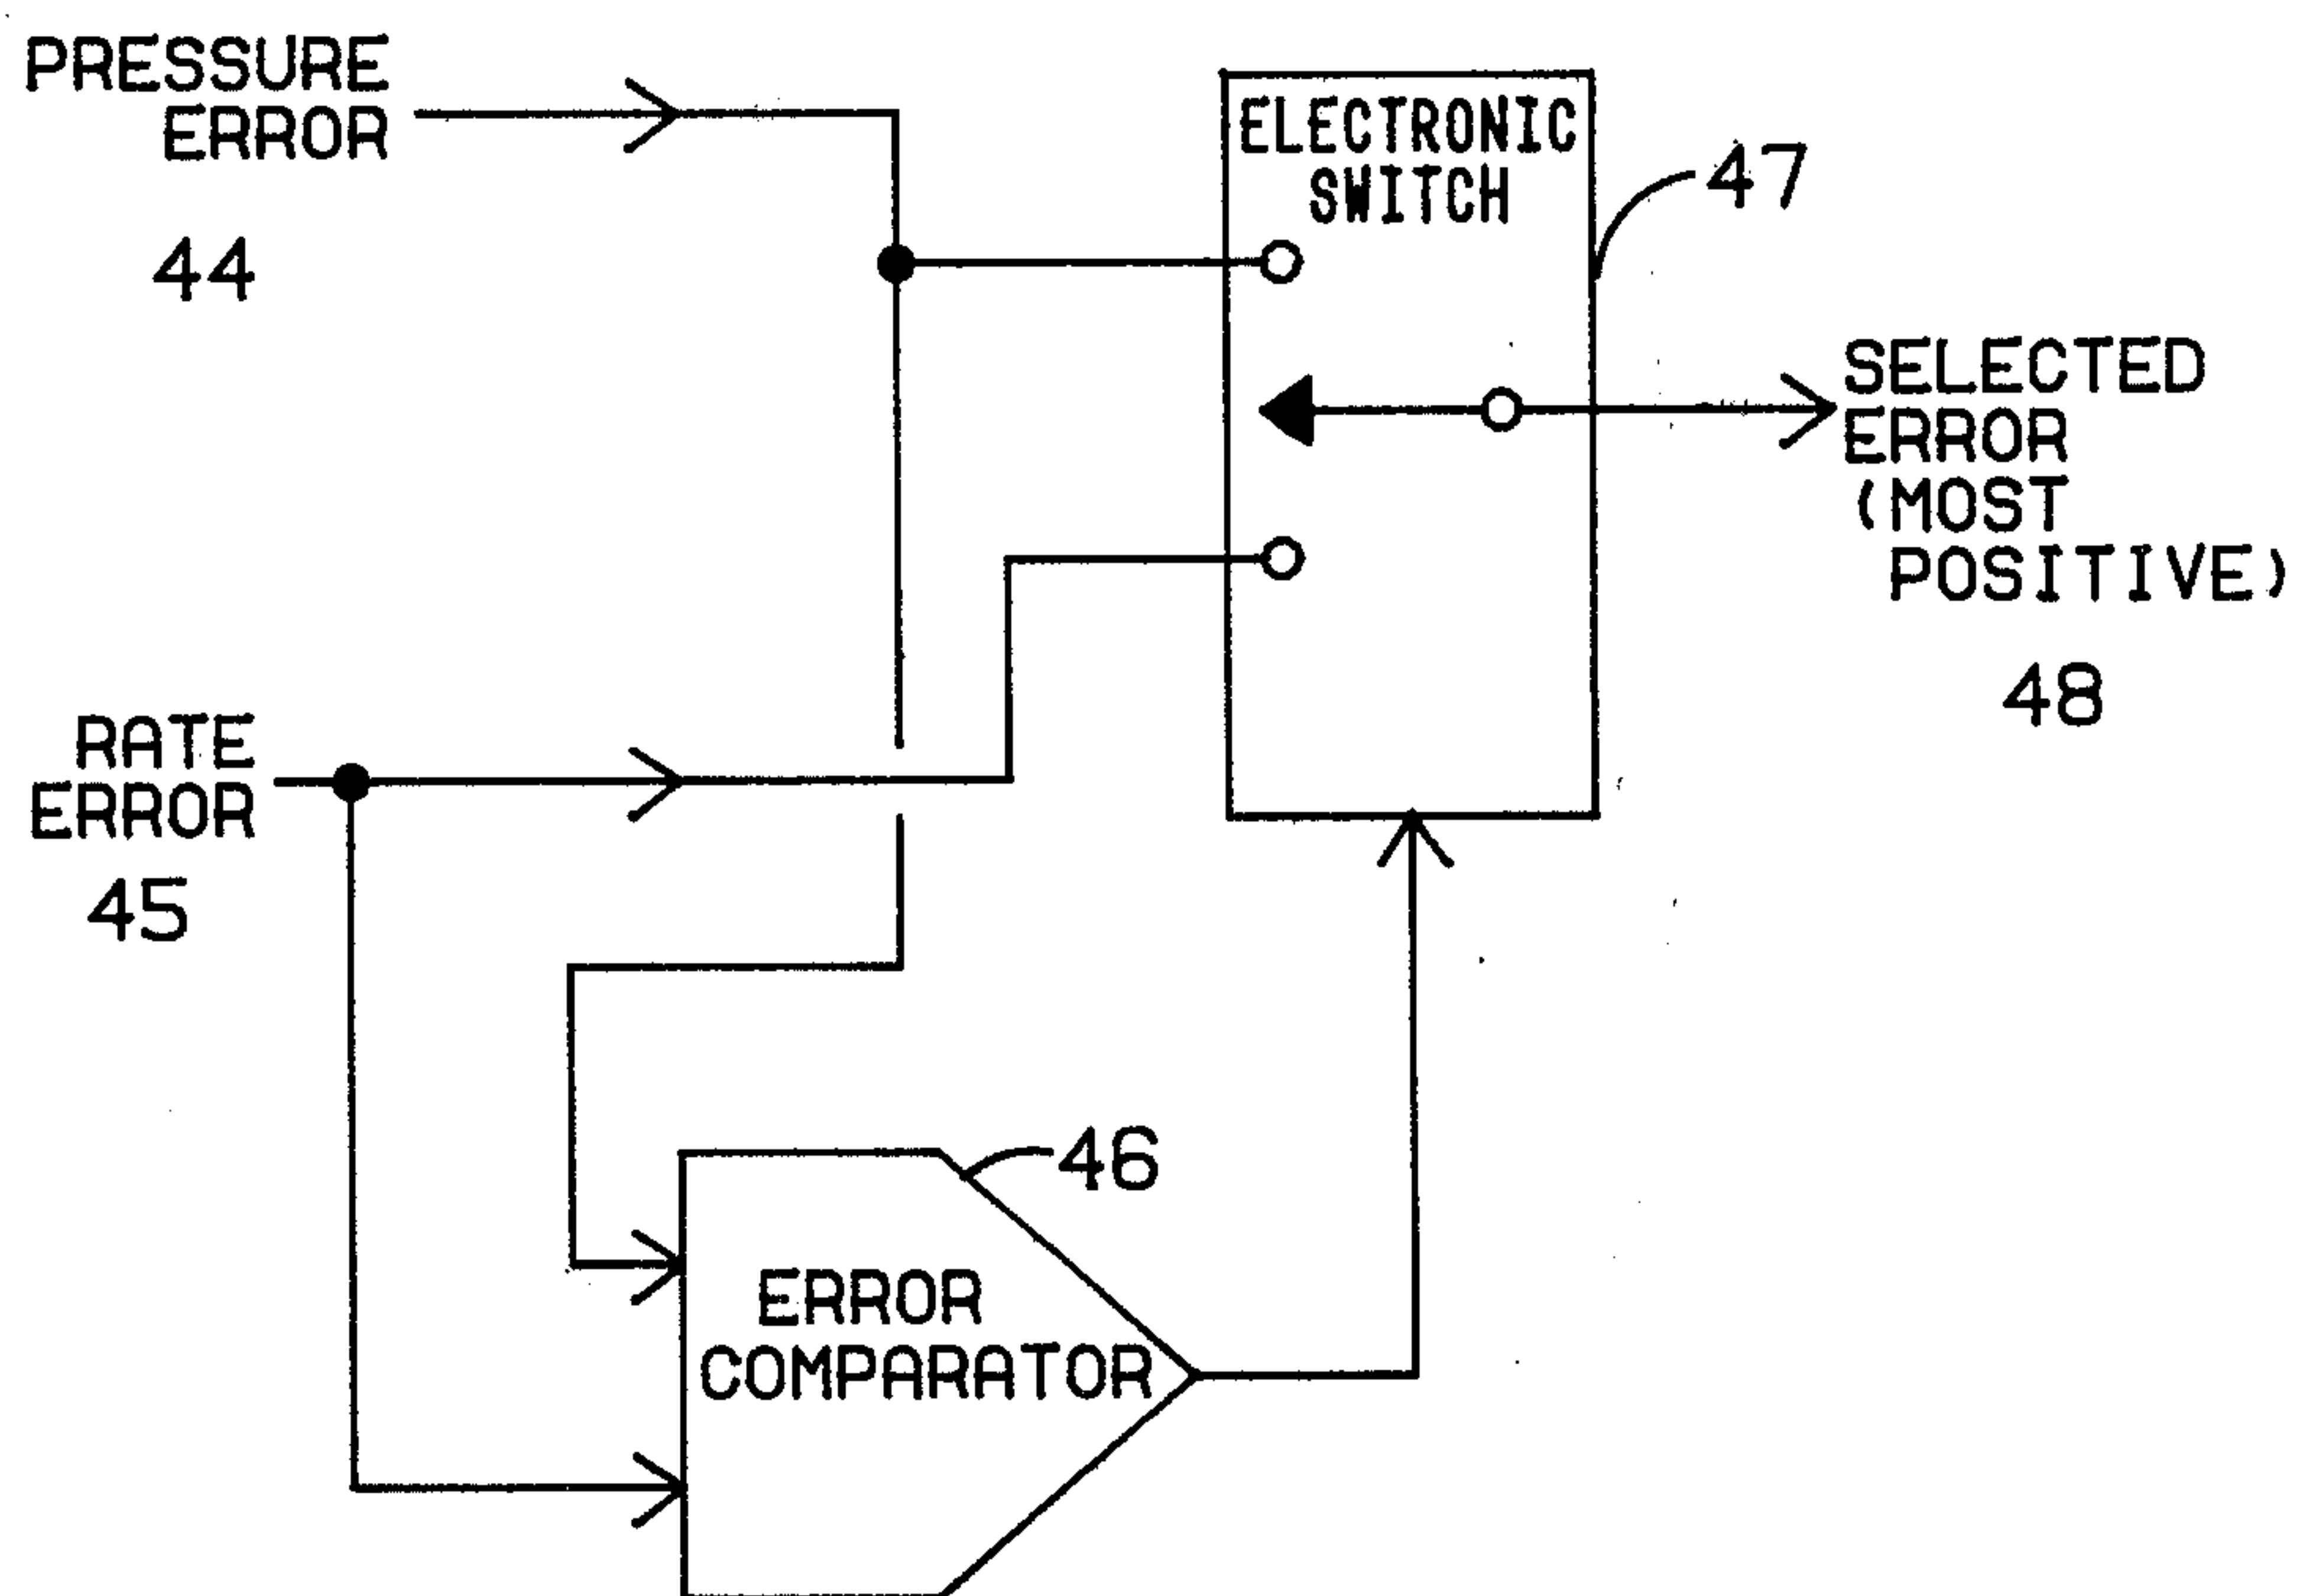 PRESSURE
ERROR
44
ELECTRONIC
SWITCH
47
SELECTED
ERROR
(MOST
POSITIVE)
48
RATE
ERROR
45
46
ERROR
COMPARATOR